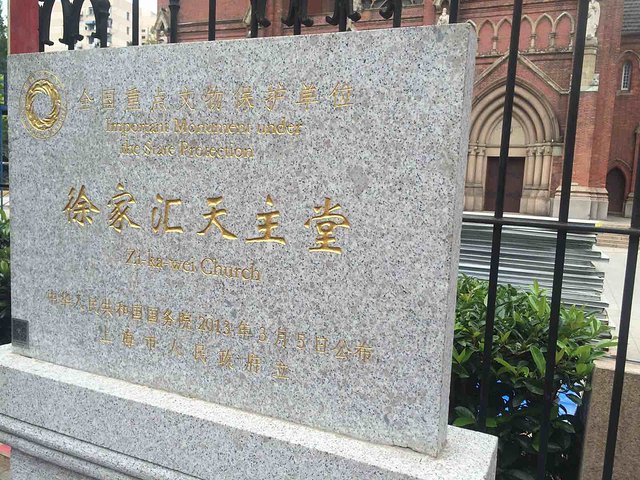 全国重点文物保护单位
Important Monument under
the State Protection
徐家汇天主堂
Zi-ka-wei Church
中华人民共和国国务院2013年3月5日公布
上海市人民政府立